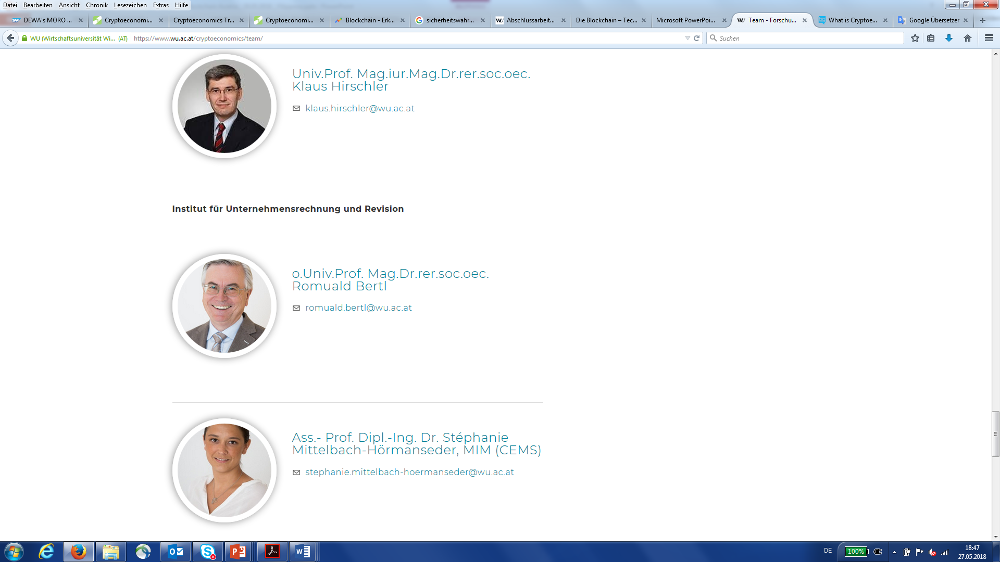 Datei Bearbeiten Ansicht Chronik Lesezeichen Extras Hilfe
SAP DEWA's MORO ... Cryptoeconomi... Cryptoeconomics Tr... Cryptoeconomi... Blockchain - Erk... sicherheitswahr... Abschlussarbeit... Die Blockchain – Tec... Microsoft PowerPoi... Team - Forschu... What is Cryptoe... Google Übersetzer
WU (Wirtschaftsuniversität Wi... (AT) https://www.wu.ac.at/cryptoeconomics/team/ Suchen
Univ.Prof. Mag.iur.Mag.Dr.rer.soc.oec.
Klaus Hirschler
klaus.hirschler@wu.ac.at
Institut für Unternehmensrechnung und Revision
o.Univ.Prof. Mag.Dr.rer.soc.oec.
Romuald Bertl
romuald.bertl@wu.ac.at
Ass.- Prof. Dipl.-Ing. Dr. Stéphanie
Mittelbach-Hörmanseder, MIM (CEMS)
stephanie.mittelbach-hoermanseder@wu.ac.at
DE 100% 18:47
27.05.2018